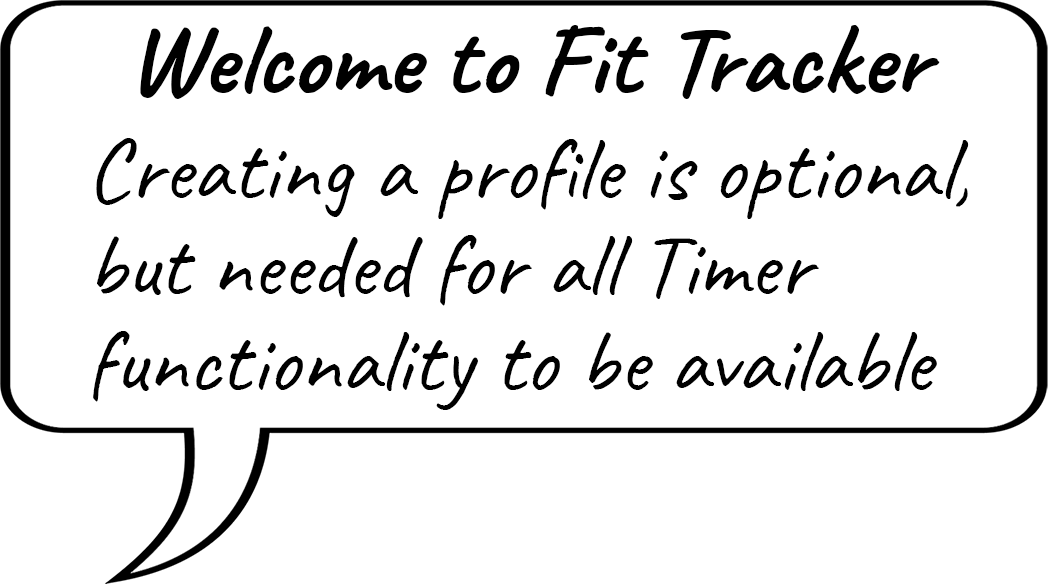 Welcome to Fit Tracker
Creating a profile is optional,
but needed for all Timer
functionality to be available